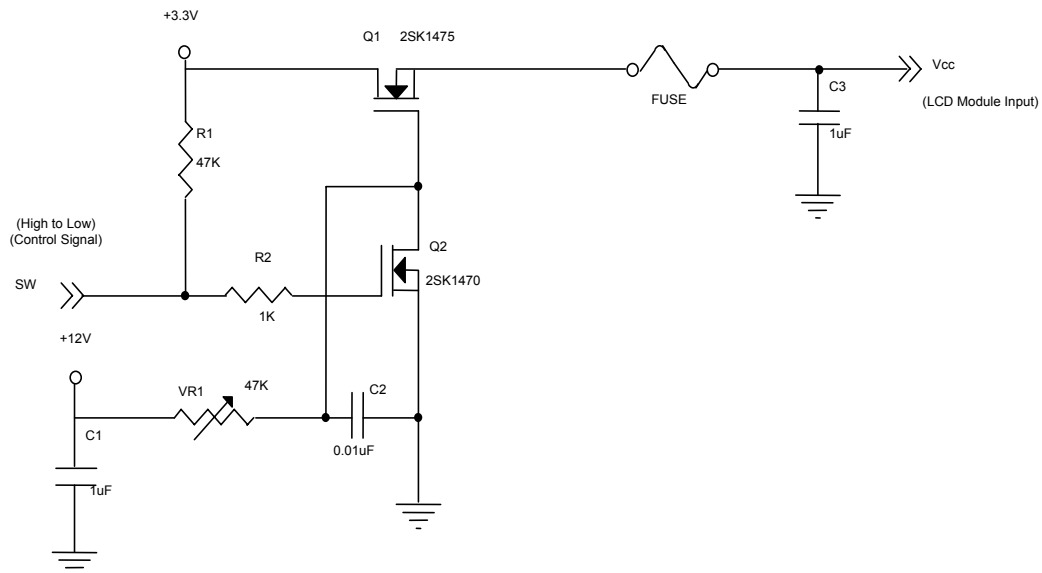 +3.3V
Q1
2SK1475
Vcc
FUSE
C3
(LCD Module Input)
R1
1uF
47K
(High to Low)
(Control Signal)
Q2
R2
SW
2SK1470
1K
+12V
VR1
47K
C2
C1
0.01uF
1uF